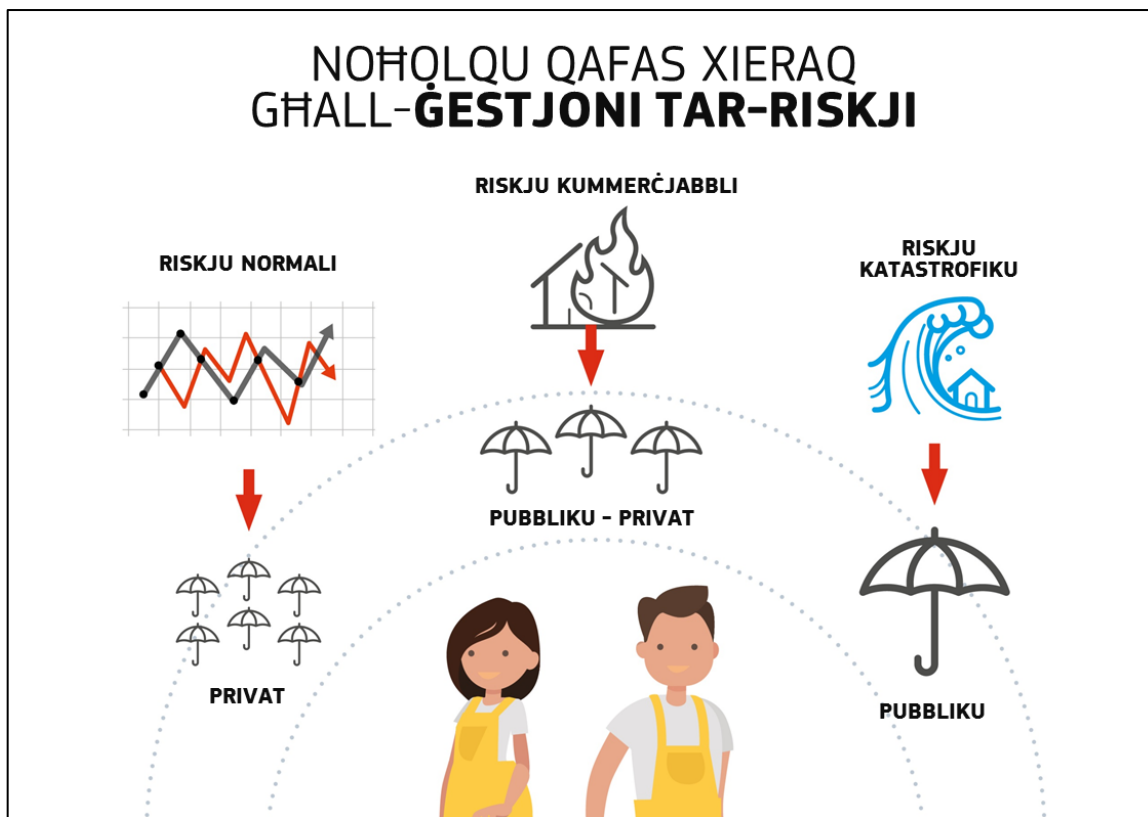 NOĦOLQU QAFAS XIERAQ
GĦALL-ĠESTJONI TAR-RISKJI
RISKJU KUMMERĊJABBLI
RISKJU NORMALI
RISKJU
KATASTROFIKU
PUBBLIKU - PRIVAT
PRIVAT
PUBBLIKU